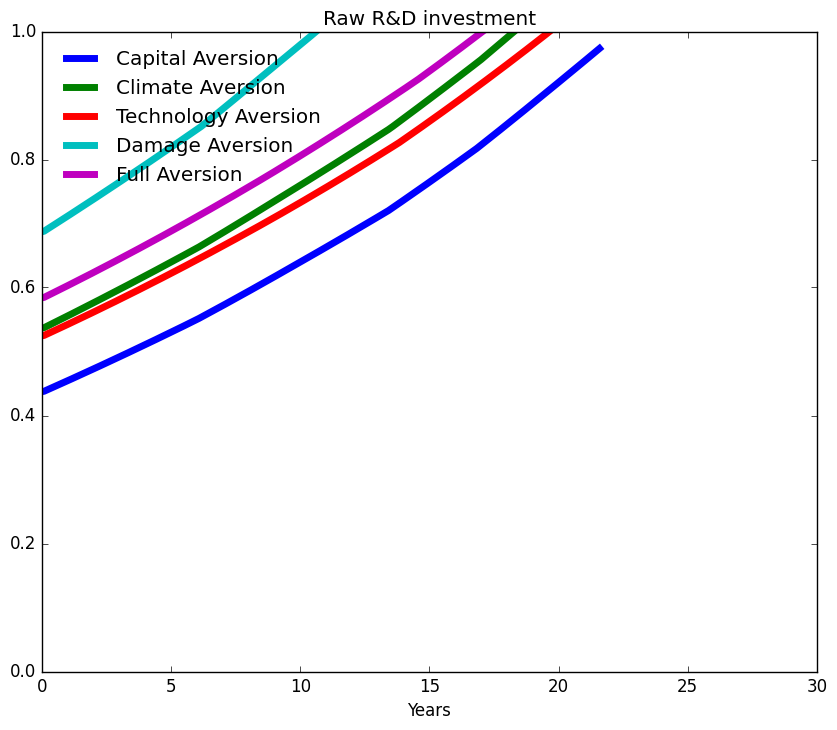 Raw R&D investment
1.0
0.8
0.6
0.4
0.2
0.0
Capital Aversion
Climate Aversion
Technology Aversion
Damage Aversion
Full Aversion
0 5 10 15 20 25 30
Years